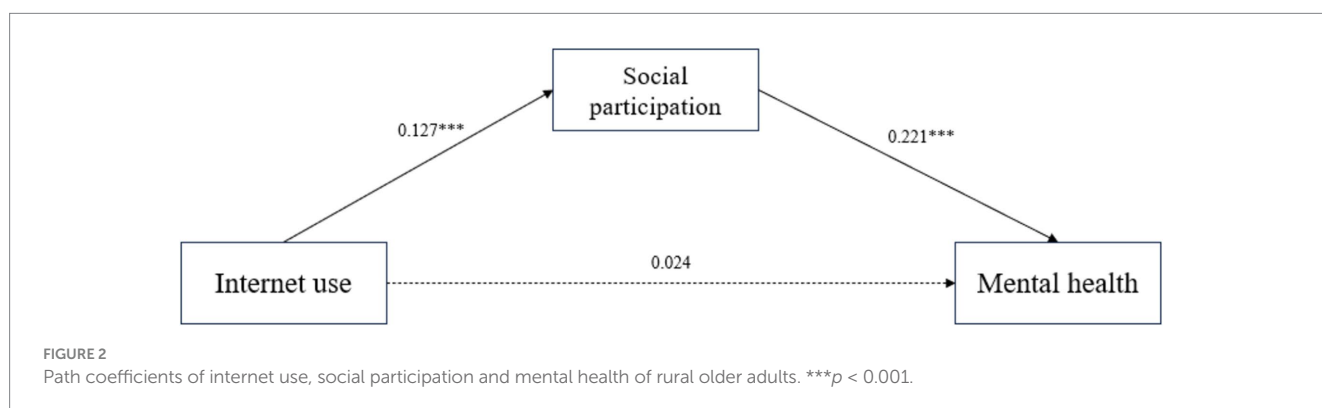 Social
participation
0.127***
0.221***
Internet use
0.024
Mental health
FIGURE 2
Path coefficients of internet use, social participation and mental health of rural older adults. ***p < 0.001.